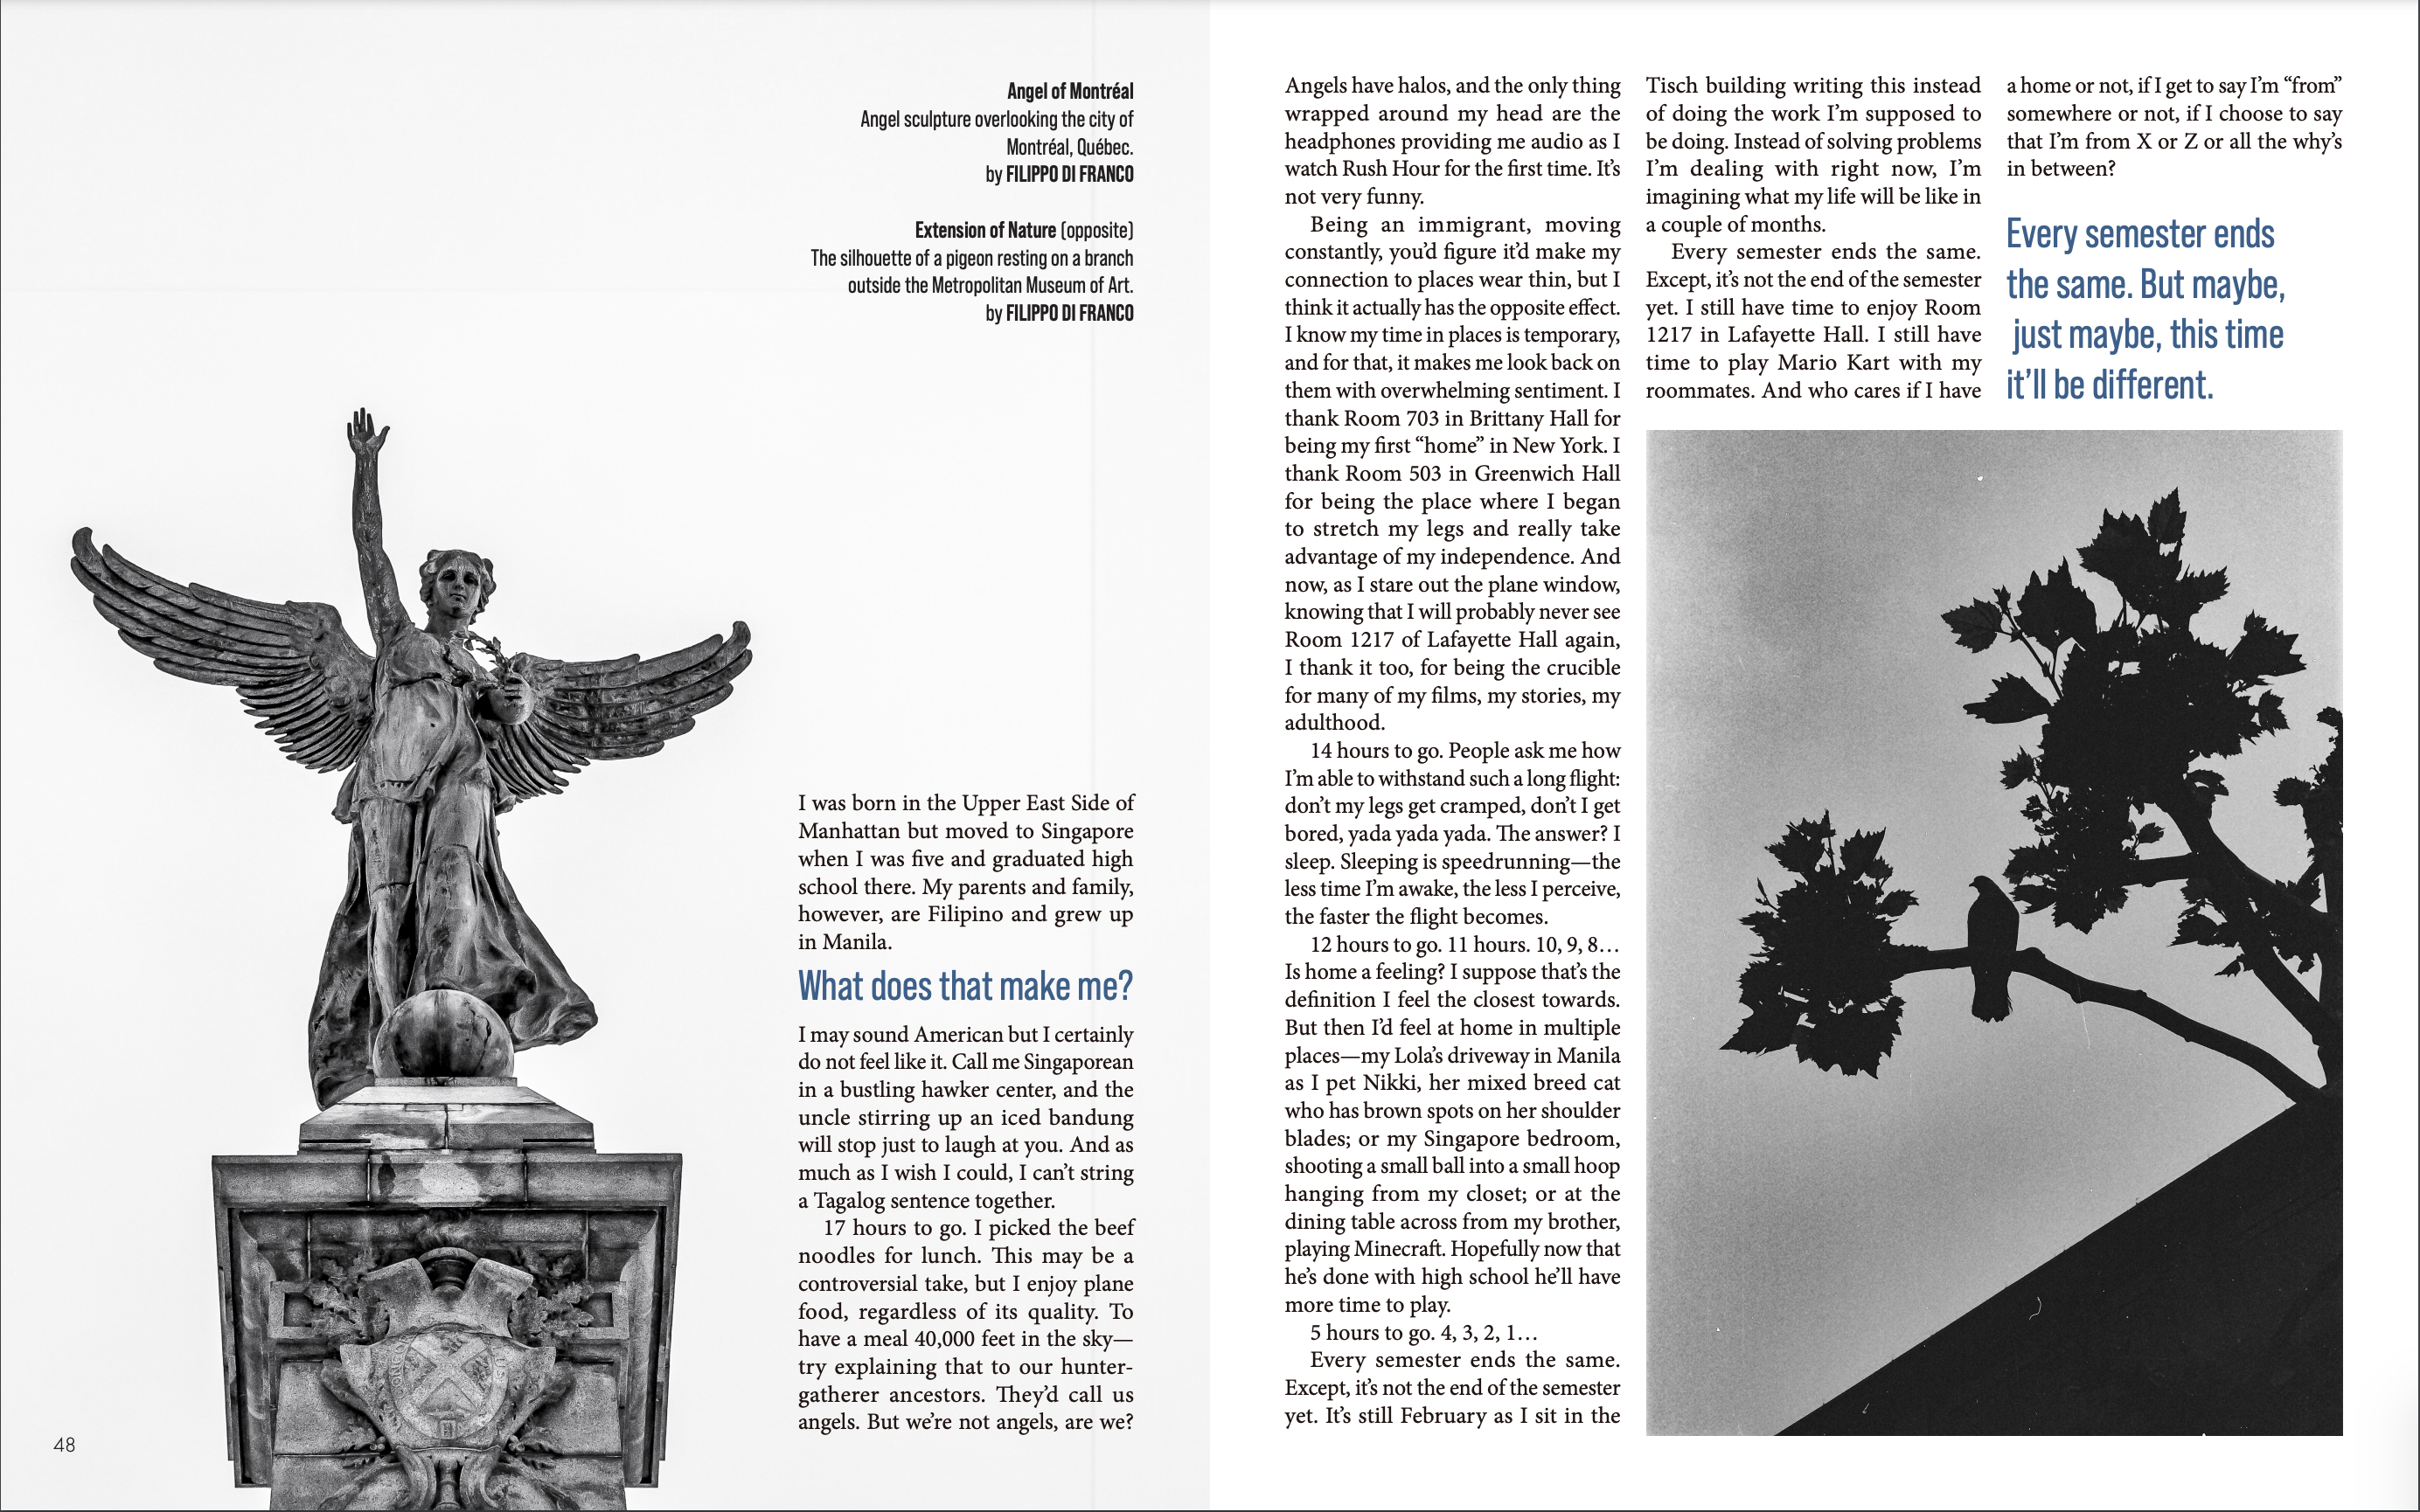 Angel of Montréal
Angel sculpture overlooking the city of
Montréal, Québec.
by FILIPPO DI FRANCO
Extension of Nature (opposite)
The silhouette of a pigeon resting on a branch
outside the Metropolitan Museum of Art.
by FILIPPO DI FRANCO
I was born in the Upper East Side of
Manhattan but moved to Singapore
when I was five and graduated high
school there. My parents and family,
however, are Filipino and grew up
in Manila.
What does that make me?
I may sound American but I certainly
do not feel like it. Call me Singaporean
in a bustling hawker center, and the
uncle stirring up an iced bandung
will stop just to laugh at you. And as
much as I wish I could, I can’t string
a Tagalog sentence together.
17 hours to go. I picked the beef
noodles for lunch. This may be a
controversial take, but I enjoy plane
food, regardless of its quality. To
have a meal 40,000 feet in the sky—
try explaining that to our hunter-
gatherer ancestors. They’d call us
angels. But we’re not angels, are we?
48
Angels have halos, and the only thing
wrapped around my head are the
headphones providing me audio as I
watch Rush Hour for the first time. It’s
not very funny.
Being an immigrant, moving
constantly, you’d figure it’d make my
connection to places wear thin, but I
think it actually has the opposite effect.
I know my time in places is temporary,
and for that, it makes me look back on
them with overwhelming sentiment. I
thank Room 703 in Brittany Hall for
being my first “home” in New York. I
thank Room 503 in Greenwich Hall
for being the place where I began
to stretch my legs and really take
advantage of my independence. And
now, as I stare out the plane window,
knowing that I will probably never see
Room 1217 of Lafayette Hall again,
I thank it too, for being the crucible
for many of my films, my stories, my
adulthood.
14 hours to go. People ask me how
I’m able to withstand such a long flight:
don’t my legs get cramped, don’t I get
bored, yada yada yada. The answer? I
sleep. Sleeping is speedrunning—the
less time I’m awake, the less I perceive,
the faster the flight becomes.
12 hours to go. 11 hours. 10, 9, 8…
Is home a feeling? I suppose that’s the
definition I feel the closest towards.
But then I’d feel at home in multiple
places—my Lola’s driveway in Manila
as I pet Nikki, her mixed breed cat
who has brown spots on her shoulder
blades; or my Singapore bedroom,
shooting a small ball into a small hoop
hanging from my closet; or at the
dining table across from my brother,
playing Minecraft. Hopefully now that
he’s done with high school he’ll have
more time to play.
5 hours to go. 4, 3, 2, 1…
Every semester ends the same.
Except, it’s not the end of the semester
yet. It’s still February as I sit in the
Tisch building writing this instead
of doing the work I’m supposed to
be doing. Instead of solving problems
I’m dealing with right now, I’m
imagining what my life will be like in
a couple of months.
Every semester ends the same.
Except, it’s not the end of the semester
yet. I still have time to enjoy Room
1217 in Lafayette Hall. I still have
time to play Mario Kart with my
roommates. And who cares if I have
a home or not, if I get to say I’m “from”
somewhere or not, if I choose to say
that I’m from X or Z or all the why’s
in between?
Every semester ends
the same. But maybe,
just maybe, this time
it’ll be different.